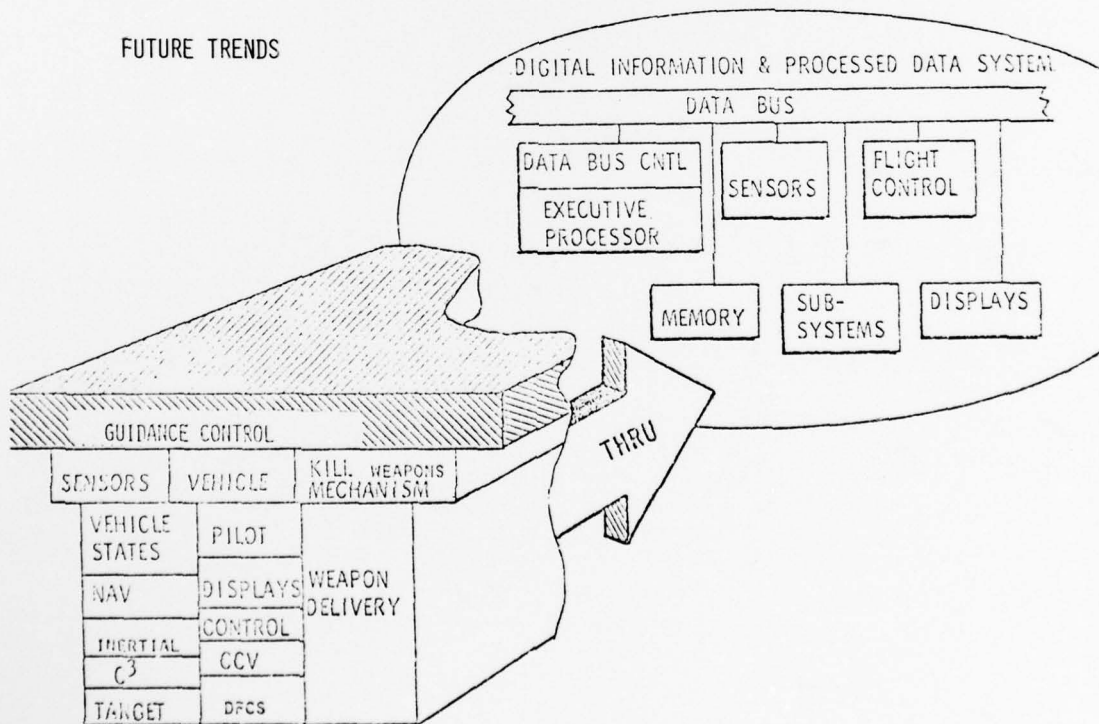 FUTURE TRENDS
DIGITAL INFORMATION & PROCESSED DATA SYSTEM
DATA BUS
DATA BUS CNTL
EXECUTIVE
PROCESSOR
SENSORS
FLIGHT
CONTROL
MEMORY
SUB-
SYSTEMS
DISPLAYS
THRU
GUIDANCE CONTROL
SENSORS
VEHICLE
KILL WEAPONS
MECHANISM
VEHICLE
STATES
NAV
INERTIAL
C³
TARGET
PILOT
DISPLAYS
CONTROL
CCV
DFCS
WEAPON
DELIVERY